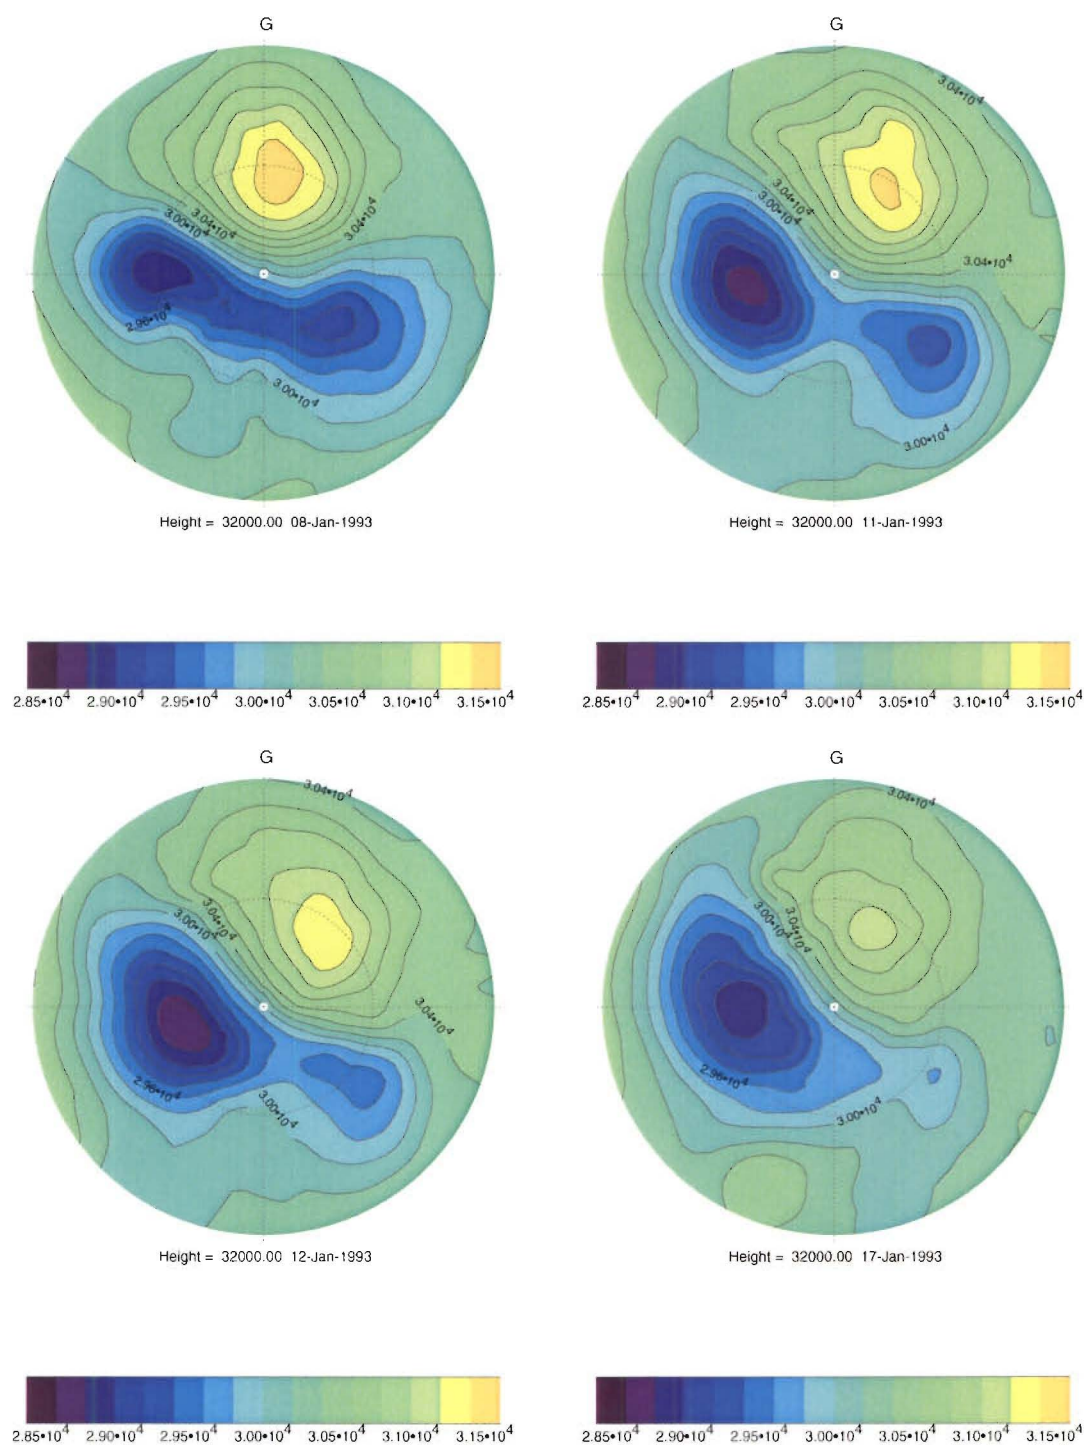 G
G
3.04•10⁴
3.00•10⁴
3.04•10⁴
2.96•10⁴
3.00•10⁴
3.04•10⁴
3.04•10⁴
3.00•10⁴
3.04•10⁴
3.00•10⁴
Height = 32000.00 08-Jan-1993
Height = 32000.00 11-Jan-1993
2.85•10⁴ 2.90•10⁴ 2.95•10⁴ 3.00•10⁴ 3.05•10⁴ 3.10•10⁴ 3.15•10⁴
2.85•10⁴ 2.90•10⁴ 2.95•10⁴ 3.00•10⁴ 3.05•10⁴ 3.10•10⁴ 3.15•10⁴
G
G
3.04•10⁴
3.04•10⁴
3.00•10⁴
3.04•10⁴
2.96•10⁴
3.00•10⁴
3.04•10⁴
3.00•10⁴
3.04•10⁴
2.96•10⁴
3.00•10⁴
Height = 32000.00 12-Jan-1993
Height = 32000.00 17-Jan-1993
2.85•10⁴ 2.90•10⁴ 2.95•10⁴ 3.00•10⁴ 3.05•10⁴ 3.10•10⁴ 3.15•10⁴
2.85•10⁴ 2.90•10⁴ 2.95•10⁴ 3.00•10⁴ 3.05•10⁴ 3.10•10⁴ 3.15•10⁴